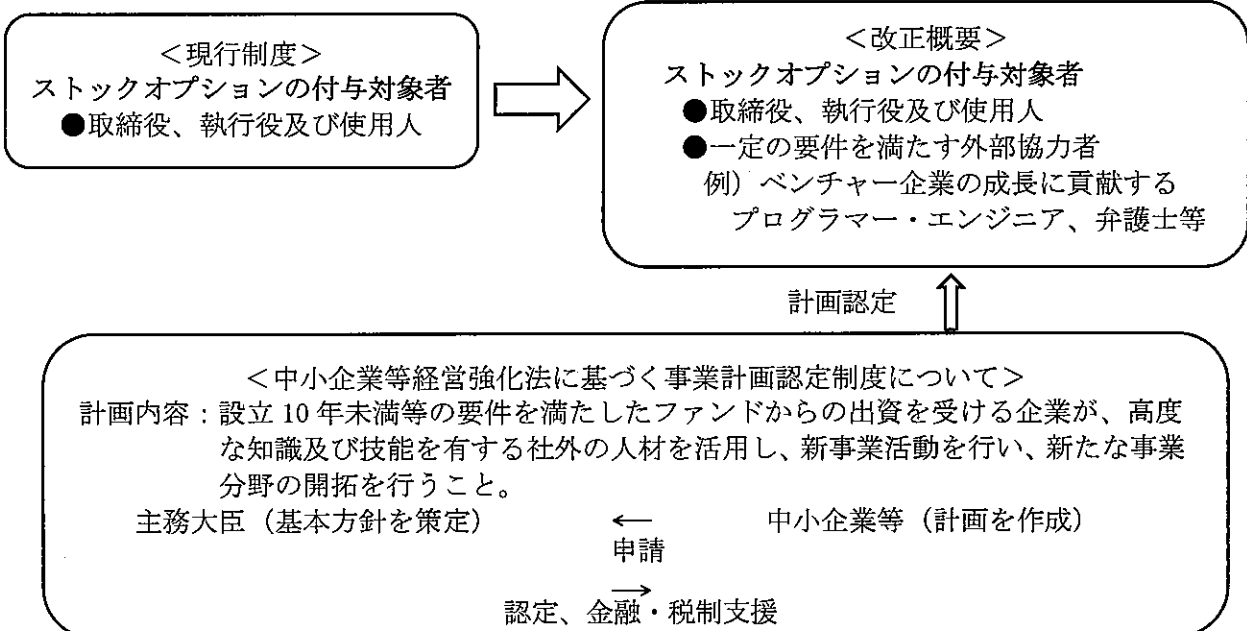 ＜現行制度＞
ストックオプションの付与対象者
●取締役、執行役及び使用人
＜改正概要＞
ストックオプションの付与対象者
●取締役、執行役及び使用人
●一定の要件を満たす外部協力者
例）ベンチャー企業の成長に貢献する
プログラマー・エンジニア、弁護士等
計画認定
＜中小企業等経営強化法に基づく事業計画認定制度について＞
計画内容：設立 10 年未満等の要件を満たしたファンドからの出資を受ける企業が、高度
な知識及び技能を有する社外の人材を活用し、新事業活動を行い、新たな事業
分野の開拓を行うこと。
主務大臣（基本方針を策定） ← 中小企業等（計画を作成）
申請
→
認定、金融・税制支援